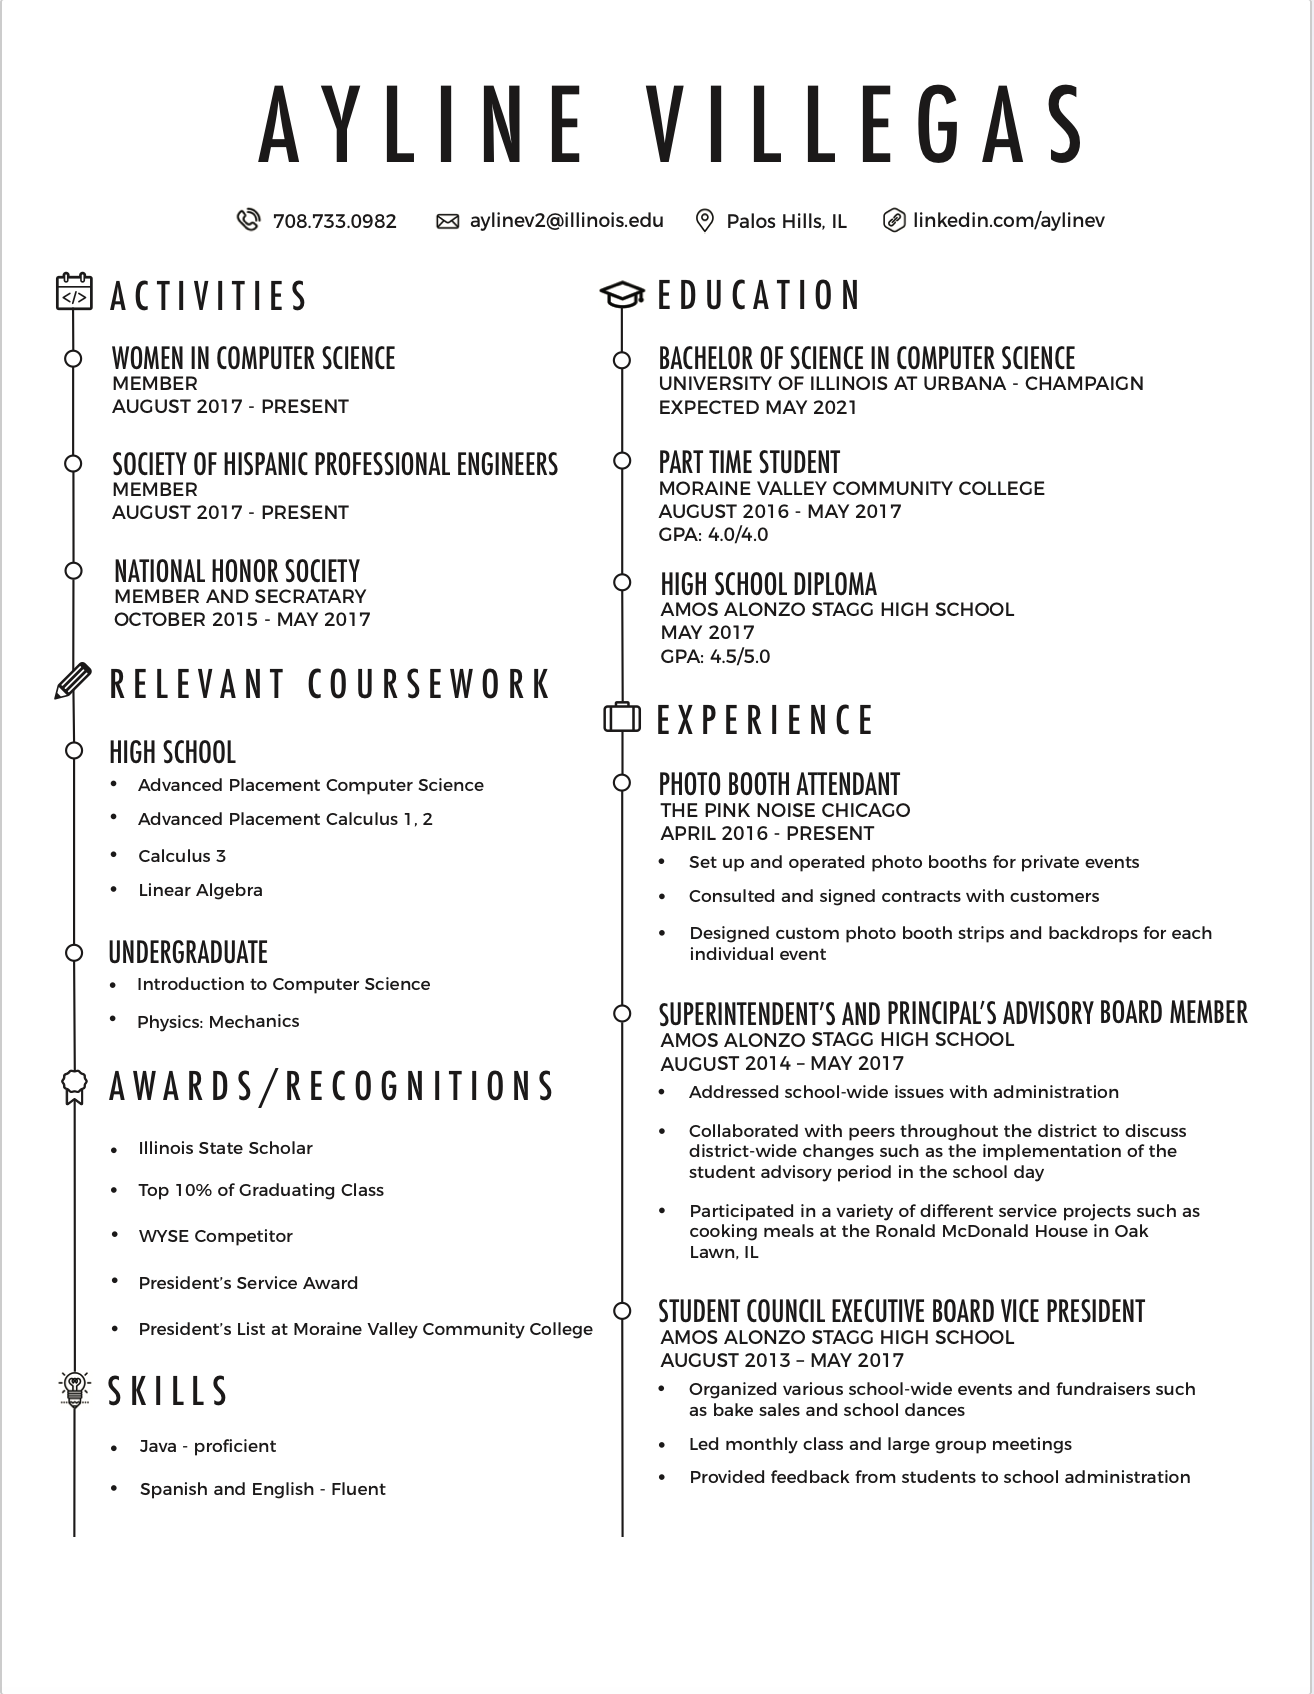 AYLINE VILLEGAS
708.733.0982
aylinev2@illinois.edu
Palos Hills, IL
linkedin.com/aylinev
</>
ACTIVITIES
WOMEN IN COMPUTER SCIENCE
MEMBER
AUGUST 2017 - PRESENT
SOCIETY OF HISPANIC PROFESSIONAL ENGINEERS
MEMBER
AUGUST 2017 - PRESENT
NATIONAL HONOR SOCIETY
MEMBER AND SECRATARY
OCTOBER 2015 - MAY 2017
RELEVANT COURSEWORK
HIGH SCHOOL
• Advanced Placement Computer Science
• Advanced Placement Calculus 1, 2
• Calculus 3
• Linear Algebra
UNDERGRADUATE
• Introduction to Computer Science
• Physics: Mechanics
AWARDS/RECOGNITIONS
• Illinois State Scholar
• Top 10% of Graduating Class
• WYSE Competitor
• President’s Service Award
• President’s List at Moraine Valley Community College
SKILLS
• Java - proficient
• Spanish and English - Fluent
EDUCATION
BACHELOR OF SCIENCE IN COMPUTER SCIENCE
UNIVERSITY OF ILLINOIS AT URBANA - CHAMPAIGN
EXPECTED MAY 2021
PART TIME STUDENT
MORAINE VALLEY COMMUNITY COLLEGE
AUGUST 2016 - MAY 2017
GPA: 4.0/4.0
HIGH SCHOOL DIPLOMA
AMOS ALONZO STAGG HIGH SCHOOL
MAY 2017
GPA: 4.5/5.0
EXPERIENCE
PHOTO BOOTH ATTENDANT
THE PINK NOISE CHICAGO
APRIL 2016 - PRESENT
• Set up and operated photo booths for private events
• Consulted and signed contracts with customers
• Designed custom photo booth strips and backdrops for each
individual event
SUPERINTENDENT’S AND PRINCIPAL’S ADVISORY BOARD MEMBER
AMOS ALONZO STAGG HIGH SCHOOL
AUGUST 2014 – MAY 2017
• Addressed school-wide issues with administration
• Collaborated with peers throughout the district to discuss
district-wide changes such as the implementation of the
student advisory period in the school day
• Participated in a variety of different service projects such as
cooking meals at the Ronald McDonald House in Oak
Lawn, IL
STUDENT COUNCIL EXECUTIVE BOARD VICE PRESIDENT
AMOS ALONZO STAGG HIGH SCHOOL
AUGUST 2013 – MAY 2017
• Organized various school-wide events and fundraisers such
as bake sales and school dances
• Led monthly class and large group meetings
• Provided feedback from students to school administration